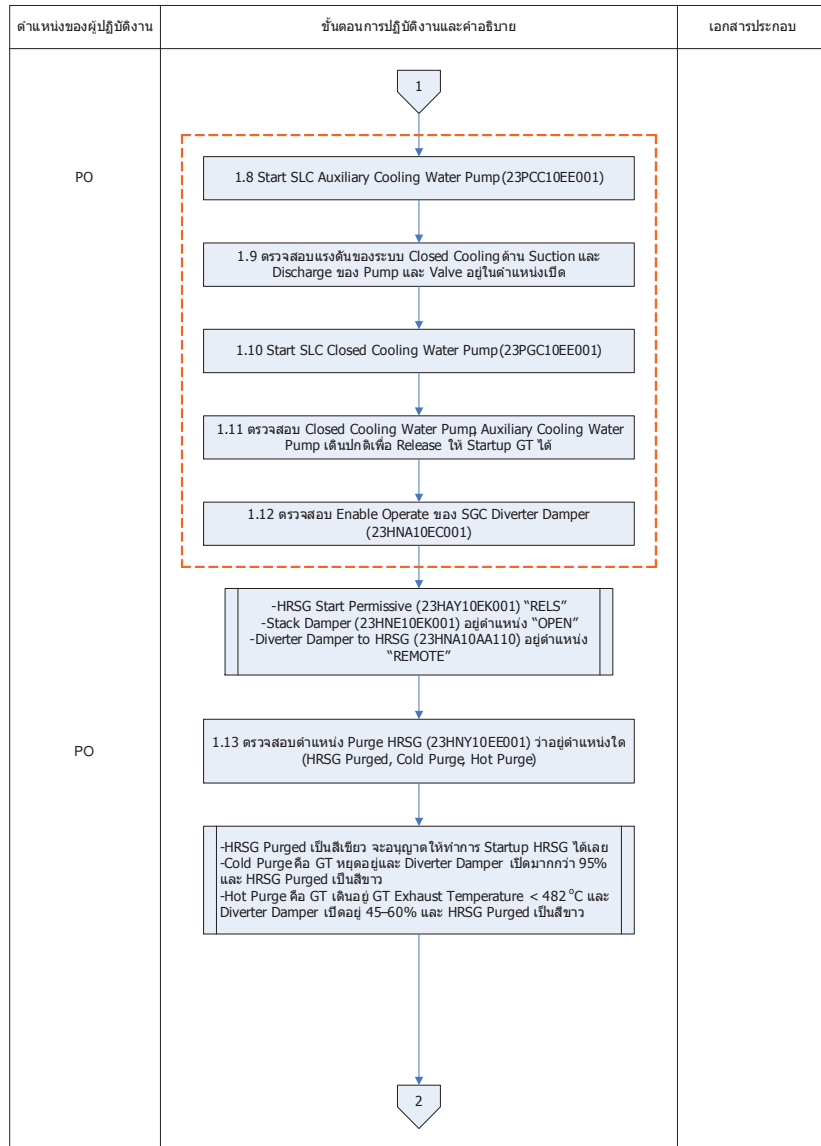 ตำแหน่งของผู้ปฏิบัติงาน
ขั้นตอนการปฏิบัติงานและคำอธิบาย
เอกสารประกอบ
1
PO
1.8 Start SLC Auxiliary Cooling Water Pump(23PCC10EE001)
1.9 ตรวจสอบแรงดันของระบบ Closed Cooling ด้าน Suction และ
Discharge ของ Pump และ Valve อยู่ในตำแหน่งเปิด
1.10 Start SLC Closed Cooling Water Pump(23PGC10EE001)
1.11 ตรวจสอบ Closed Cooling Water Pump, Auxiliary Cooling Water
Pump เดินปกติเพื่อ Release ให้ Startup GT ได้
1.12 ตรวจสอบ Enable Operate ของ SGC Diverter Damper
(23HNA10EC001)
-HRSG Start Permissive (23HAY10EK001) “RELS”
-Stack Damper (23HNE10EK001) อยู่ตำแหน่ง “OPEN”
-Diverter Damper to HRSG (23HNA10AA110) อยู่ตำแหน่ง
“REMOTE”
PO
1.13 ตรวจสอบตำแหน่ง Purge HRSG (23HNY10EE001) ว่าอยู่ตำแหน่งใด
(HRSG Purged, Cold Purge, Hot Purge)
-HRSG Purged เป็นสีเขียว จะอนุญาตให้ทำการ Startup HRSG ได้เลย
-Cold Purge คือ GT หยุดอยู่และ Diverter Damper เปิดมากกว่า 95%
และ HRSG Purged เป็นสีขาว
-Hot Purge คือ GT เดินอยู่ GT Exhaust Temperature < 482 °C และ
Diverter Damper เปิดอยู่ 45–60% และ HRSG Purged เป็นสีขาว
2